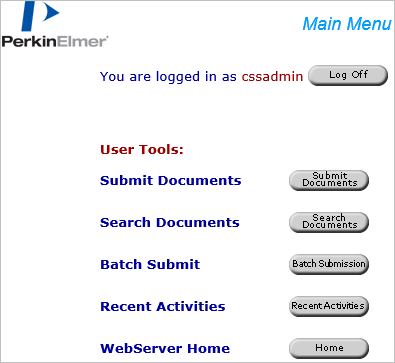 PerkinElmer
Main Menu
You are logged in as cssadmin
Log Off
User Tools:
Submit Documents
Submit
Documents
Search Documents
Search
Documents
Batch Submit
Batch Submission
Recent Activities
Recent Activities
WebServer Home
Home